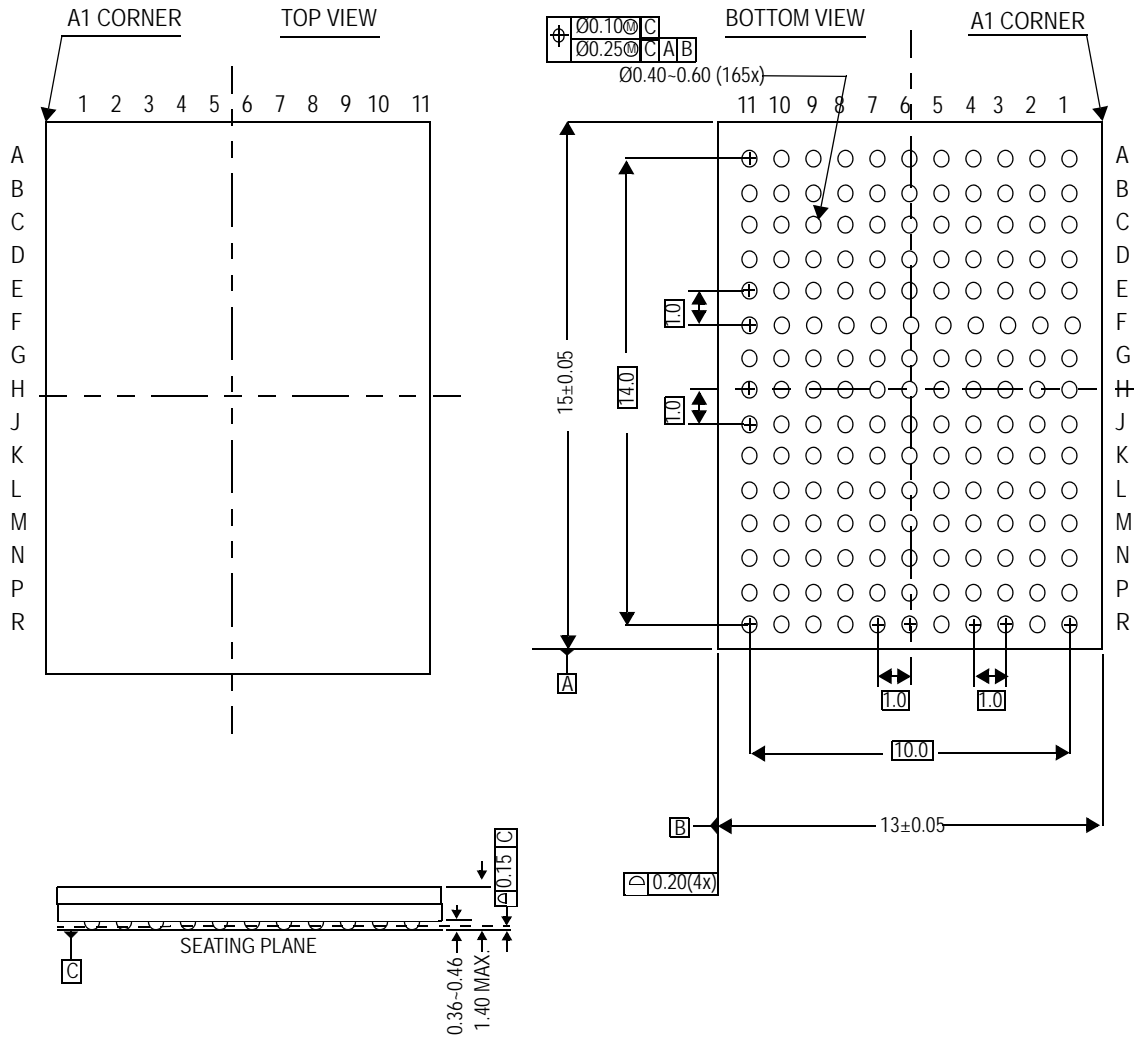 A1 CORNER
TOP VIEW
1 2 3 4 5 6 7 8 9 10 11
A
B
C
D
E
F
G
H
J
K
L
M
N
P
R
Ø0.10Ⓜ C
Ø0.25Ⓜ C A B
Ø0.40~0.60 (165x)
BOTTOM VIEW
A1 CORNER
11 10 9 8 7 6 5 4 3 2 1
A
B
C
D
E
F
G
H
J
K
L
M
N
P
R
15±0.05
14.0
1.0
1.0
A
1.0
1.0
10.0
B
13±0.05
0.20(4x)
0.15 C
SEATING PLANE
C
0.36~0.46
1.40 MAX.